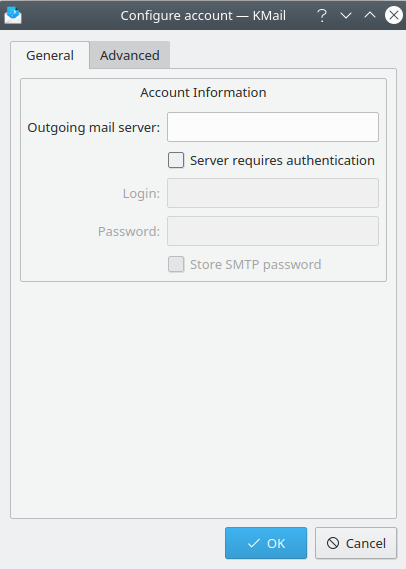 Configure account — KMail
General
Advanced
Account Information
Outgoing mail server:
Server requires authentication
Login:
Password:
Store SMTP password
OK
Cancel